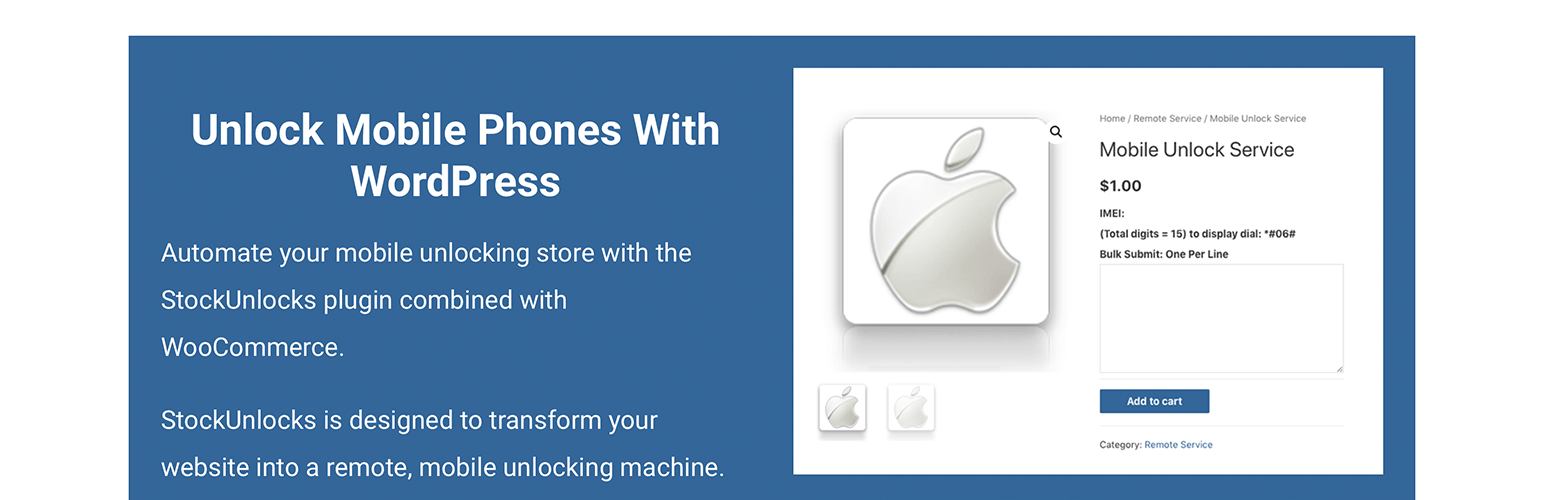 Unlock Mobile Phones With
WordPress
Automate your mobile unlocking store with the
StockUnlocks plugin combined with
WooCommerce.
StockUnlocks is designed to transform your
website into a remote, mobile unlocking machine.
Home / Remote Service / Mobile Unlock Service
Mobile Unlock Service
$1.00
IMEI:
(Total digits = 15) to display dial: *#06#
Bulk Submit: One Per Line
Add to cart
Category: Remote Service